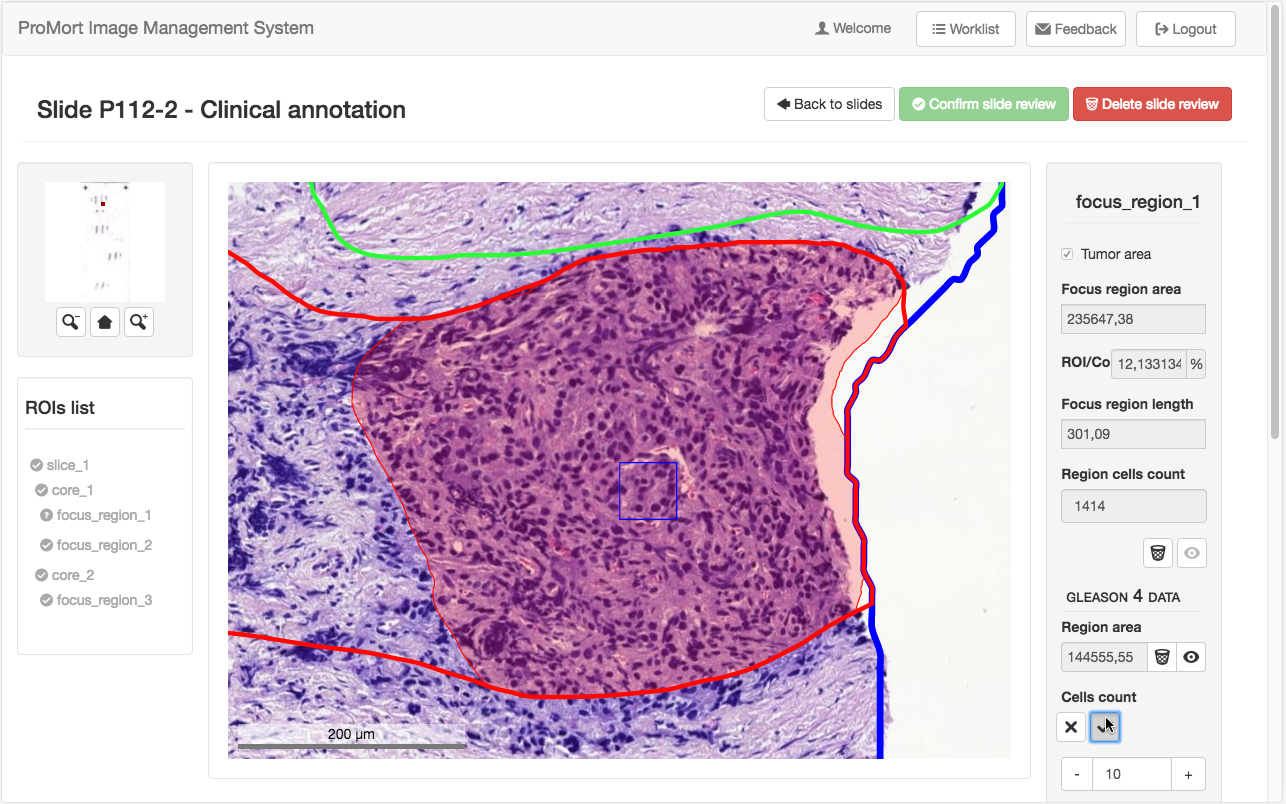 ProMort Image Management System
Welcome
Worklist
Feedback
Logout
Slide P112-2 - Clinical annotation
Back to slides
Confirm slide review
Delete slide review
ROIs list
slice_1
core_1
focus_region_1
focus_region_2
core_2
focus_region_3
200 µm
focus_region_1
Tumor area
Focus region area
235647,38
ROI/Co 12,133134 %
Focus region length
301,09
Region cells count
1414
GLEASON 4 DATA
Region area
144555,55
Cells count
- 10 +